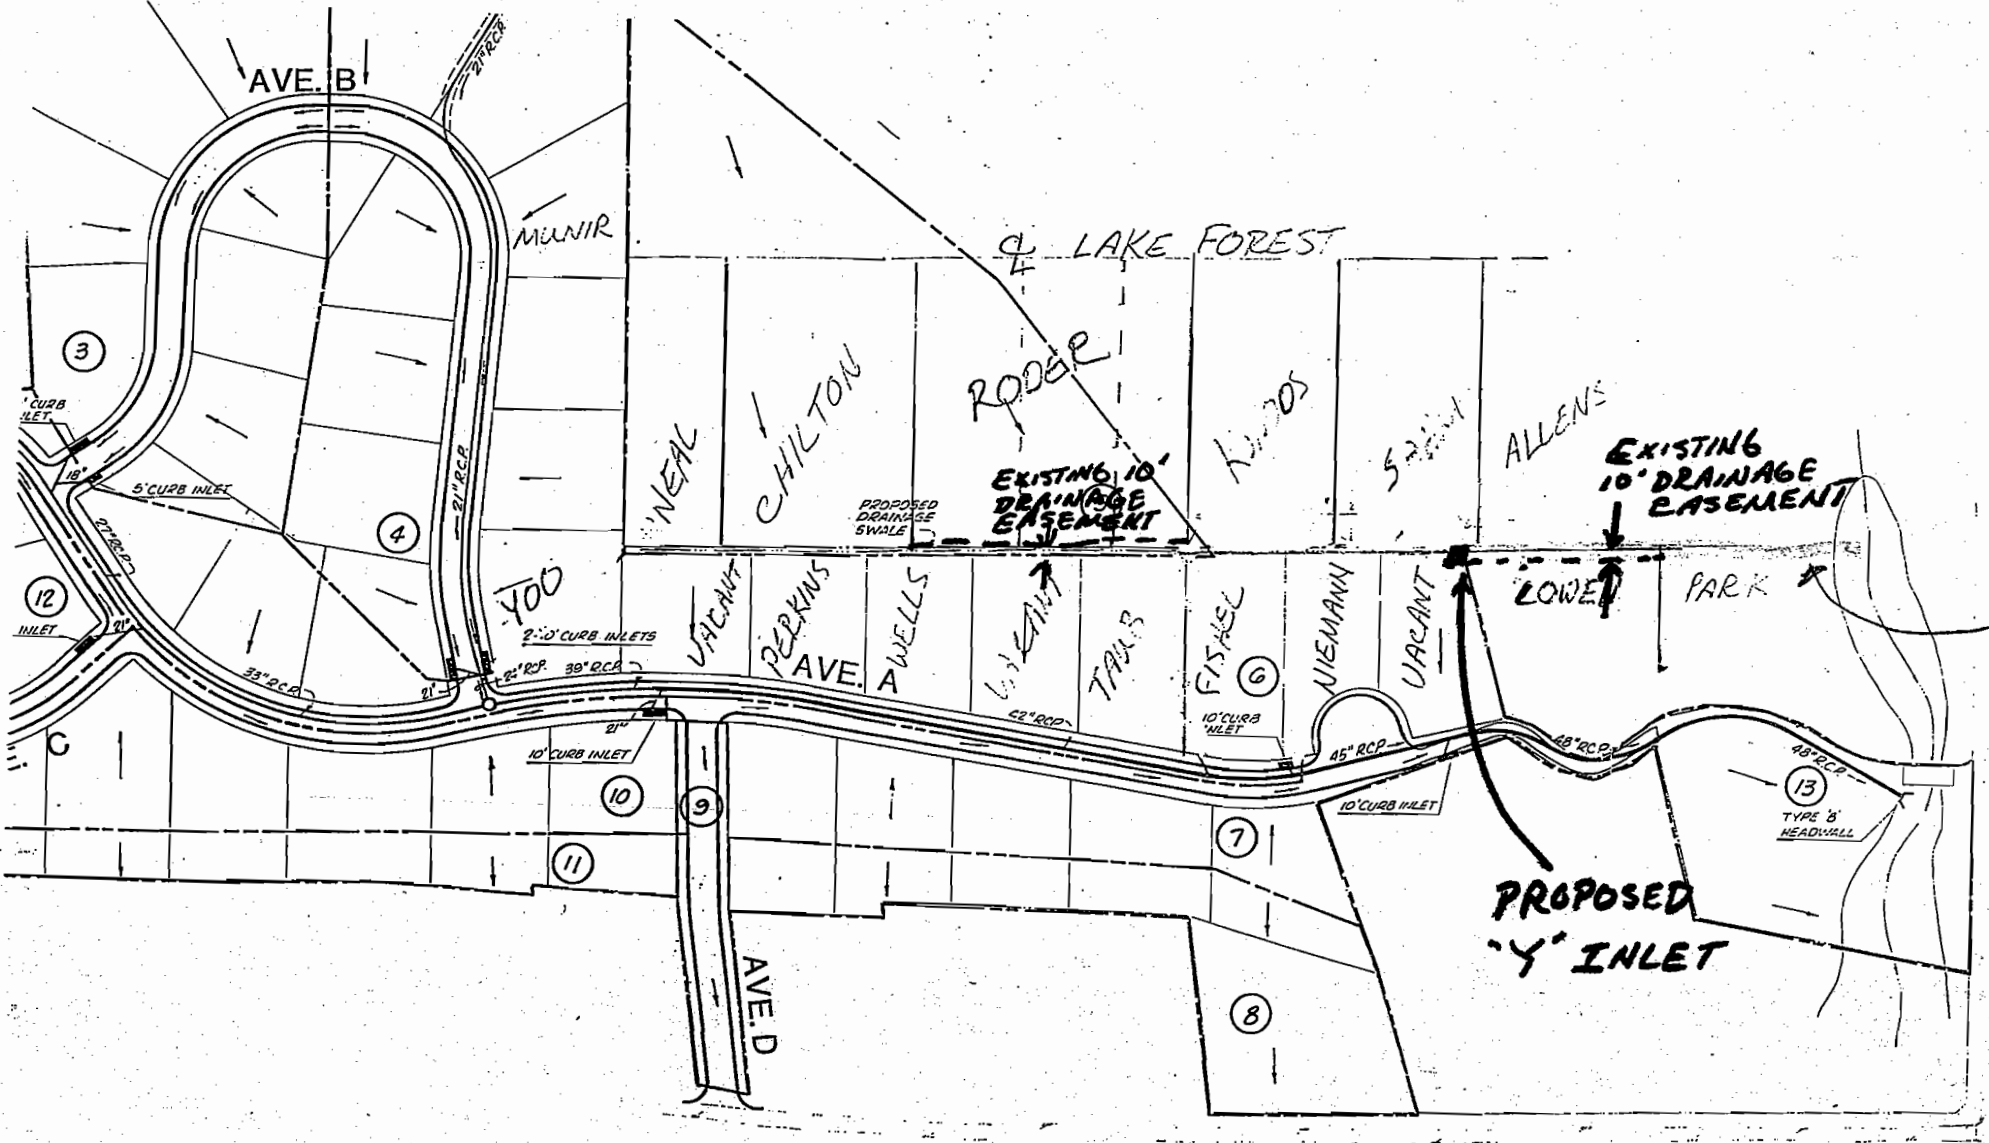 21" R.C.P.
AVE. B
MUNIR
℄ LAKE FOREST
3
CURB
INLET
18"
5' CURB INLET
27" R.C.P.
21" R.C.P.
4
12
INLET
21"
33" R.C.P.
21"
YOO
2-10' CURB INLETS
39" R.C.P.
NEAL
CHILTON
RODER
ALLENS
PROPOSED
DRAINAGE
SWALE
EXISTING 10'
DRAINAGE
EASEMENT
EXISTING
10' DRAINAGE
EASEMENT
VACANT
PERKINS
WELLS
VACANT
TAUB
FISHEL
NIEMANN
VACANT
LOWE
PARK
6
AVE. A
42" RCP
10' CURB
INLET
45" RCP
48" RCP
48" R.C.P.
21"
10' CURB INLET
C
10
9
11
7
10' CURB INLET
13
TYPE 'B'
HEADWALL
PROPOSED
"Y" INLET
AVE. D
8